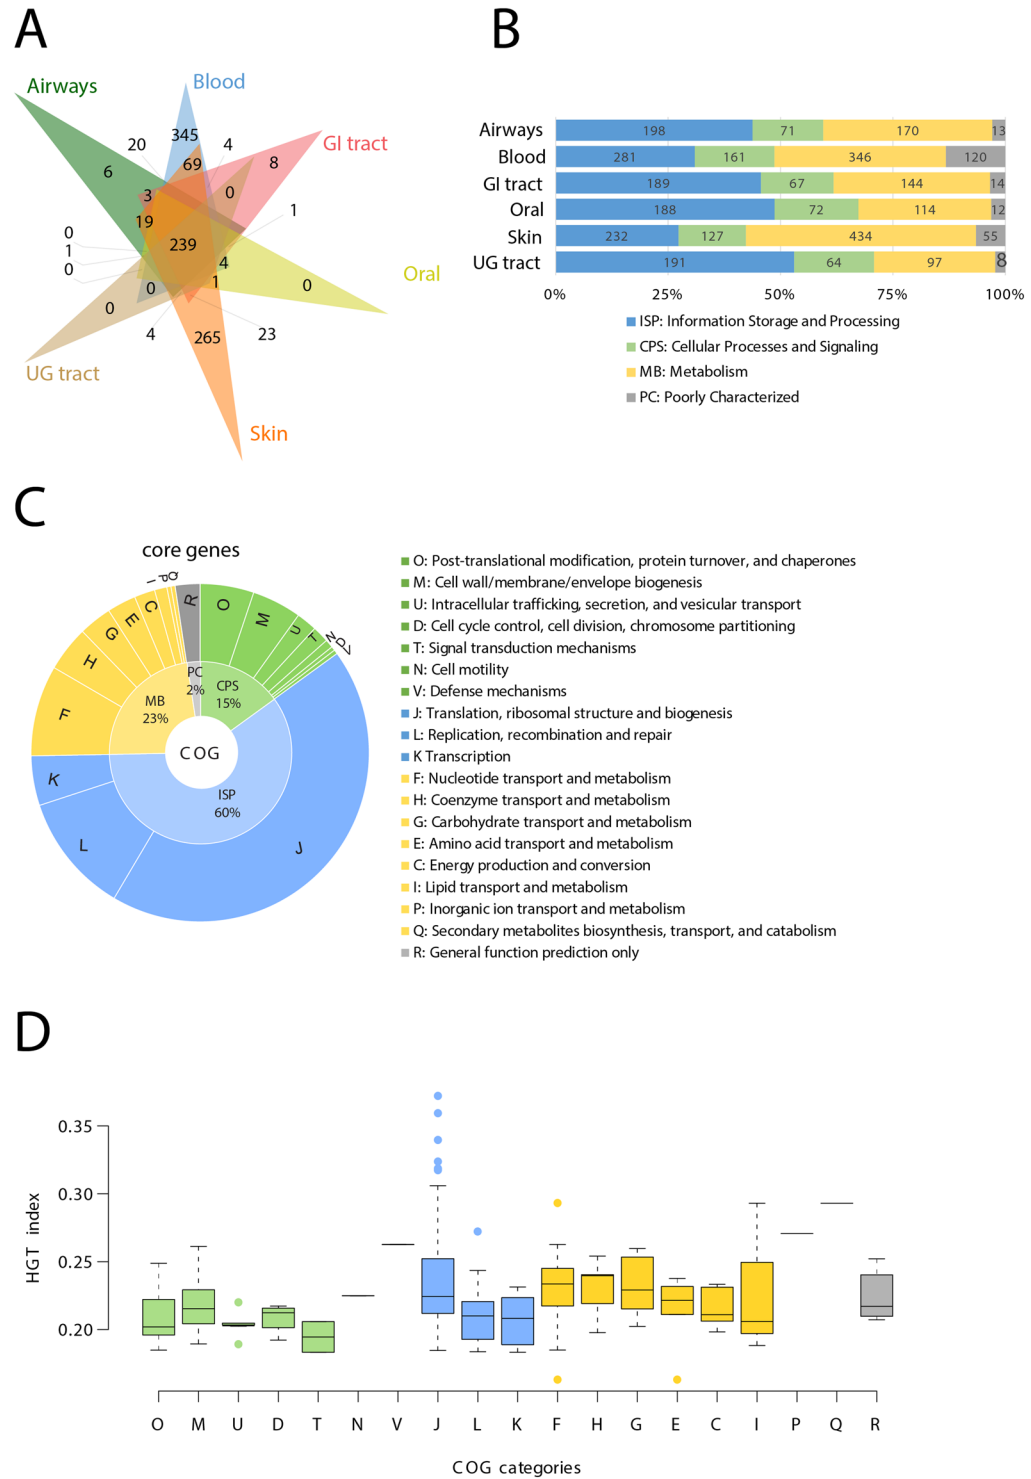 A
B
Airways
Blood
GI tract
Oral
Skin
UG tract
345
20
4
6
69
8
3
0
1
19
0
239
1
0
4
0
1
0
0
4
265
23
Airways 198 71 170 13
Blood 281 161 346 120
GI tract 189 67 144 14
Oral 188 72 114 12
Skin 232 127 434 55
UG tract 191 64 97 8
0% 25% 50% 75% 100%
ISP: Information Storage and Processing
CPS: Cellular Processes and Signaling
MB: Metabolism
PC: Poorly Characterized
C
core genes
I P Q R O M U T N D V
C
E
G
H
F
K
L
J
PC
2%
CPS
15%
MB
23%
COG
ISP
60%
O: Post-translational modification, protein turnover, and chaperones
M: Cell wall/membrane/envelope biogenesis
U: Intracellular trafficking, secretion, and vesicular transport
D: Cell cycle control, cell division, chromosome partitioning
T: Signal transduction mechanisms
N: Cell motility
V: Defense mechanisms
J: Translation, ribosomal structure and biogenesis
L: Replication, recombination and repair
K Transcription
F: Nucleotide transport and metabolism
H: Coenzyme transport and metabolism
G: Carbohydrate transport and metabolism
E: Amino acid transport and metabolism
C: Energy production and conversion
I: Lipid transport and metabolism
P: Inorganic ion transport and metabolism
Q: Secondary metabolites biosynthesis, transport, and catabolism
R: General function prediction only
D
HGT index
0.35
0.30
0.25
0.20
O M U D T N V J L K F H G E C I P Q R
COG categories